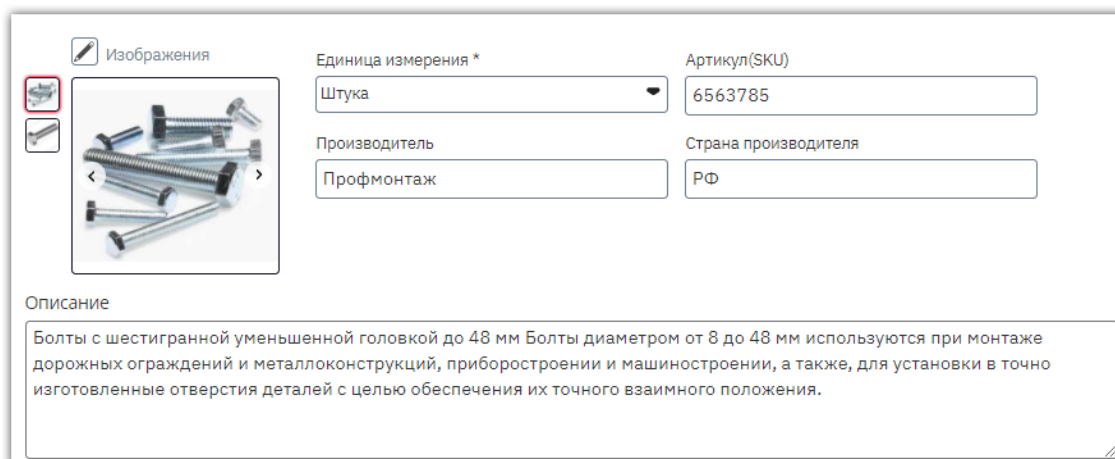 Изображения
Единица измерения *
Артикул(SKU)
Штука
6563785
Производитель
Страна производителя
Профмонтаж
РФ
Описание
Болты с шестигранной уменьшенной головкой до 48 мм Болты диаметром от 8 до 48 мм используются при монтаже
дорожных ограждений и металлоконструкций, приборостроении и машиностроении, а также, для установки в точно
изготовленные отверстия деталей с целью обеспечения их точного взаимного положения.